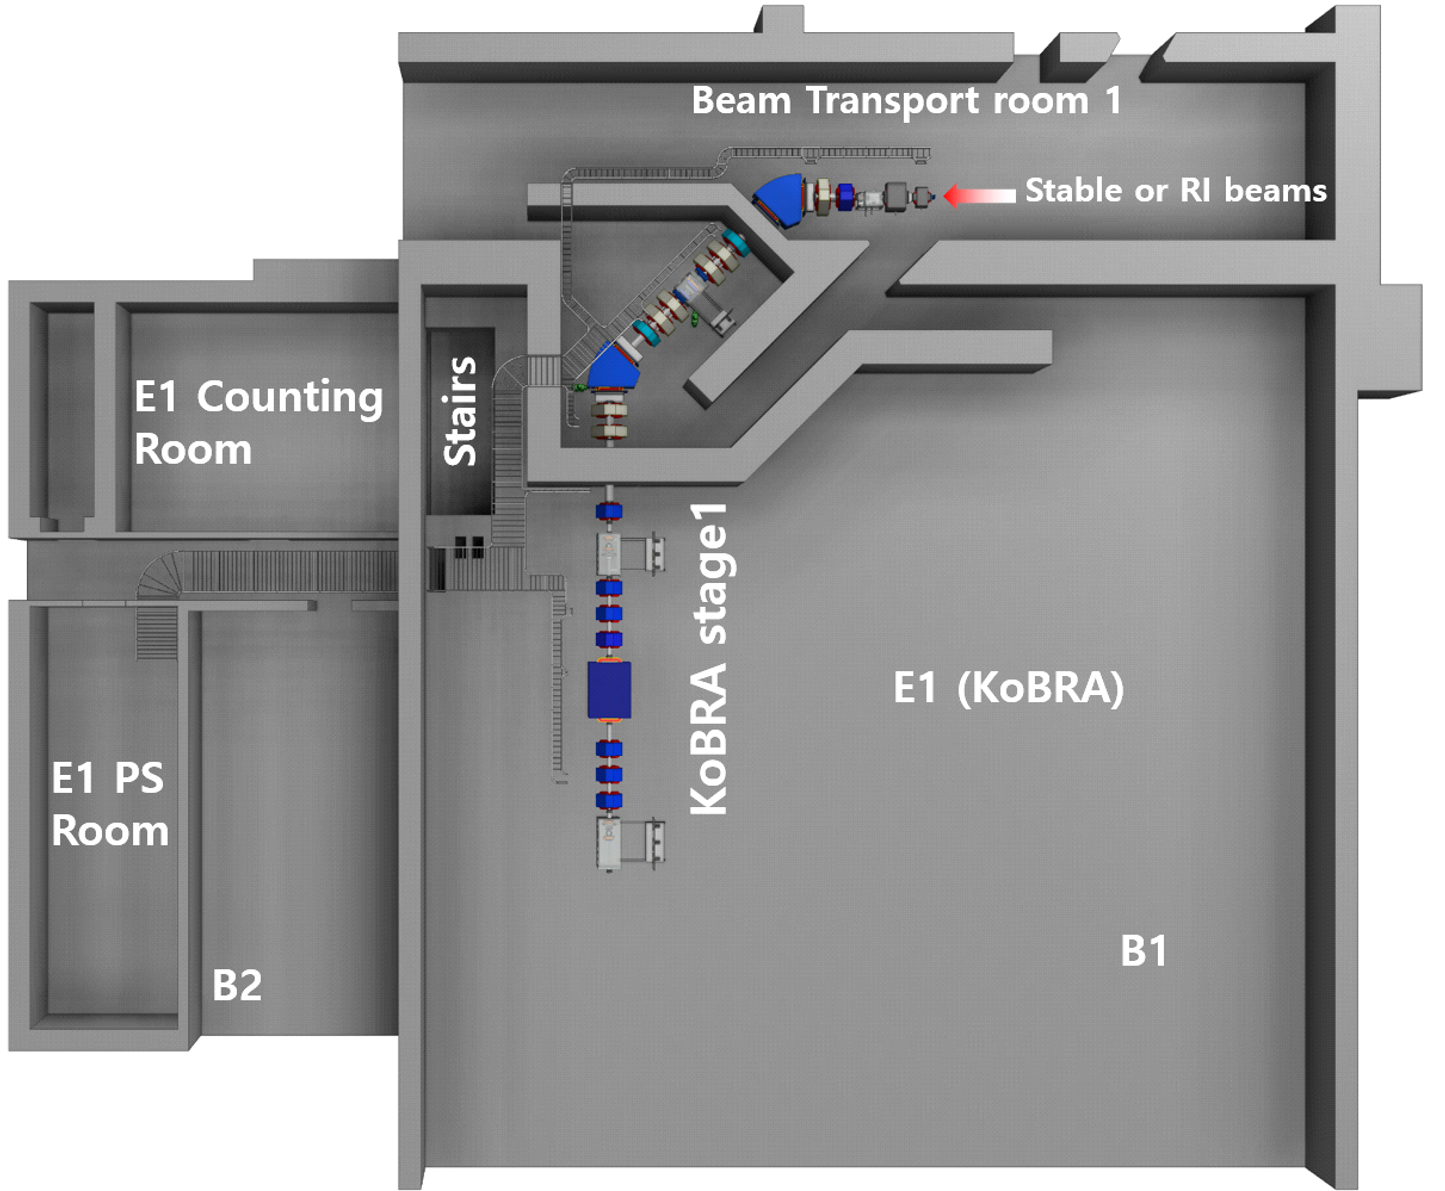 Beam Transport room 1
Stable or RI beams
E1 Counting
Room
Stairs
KoBRA stage1
E1 (KoBRA)
E1 PS
Room
B2
B1